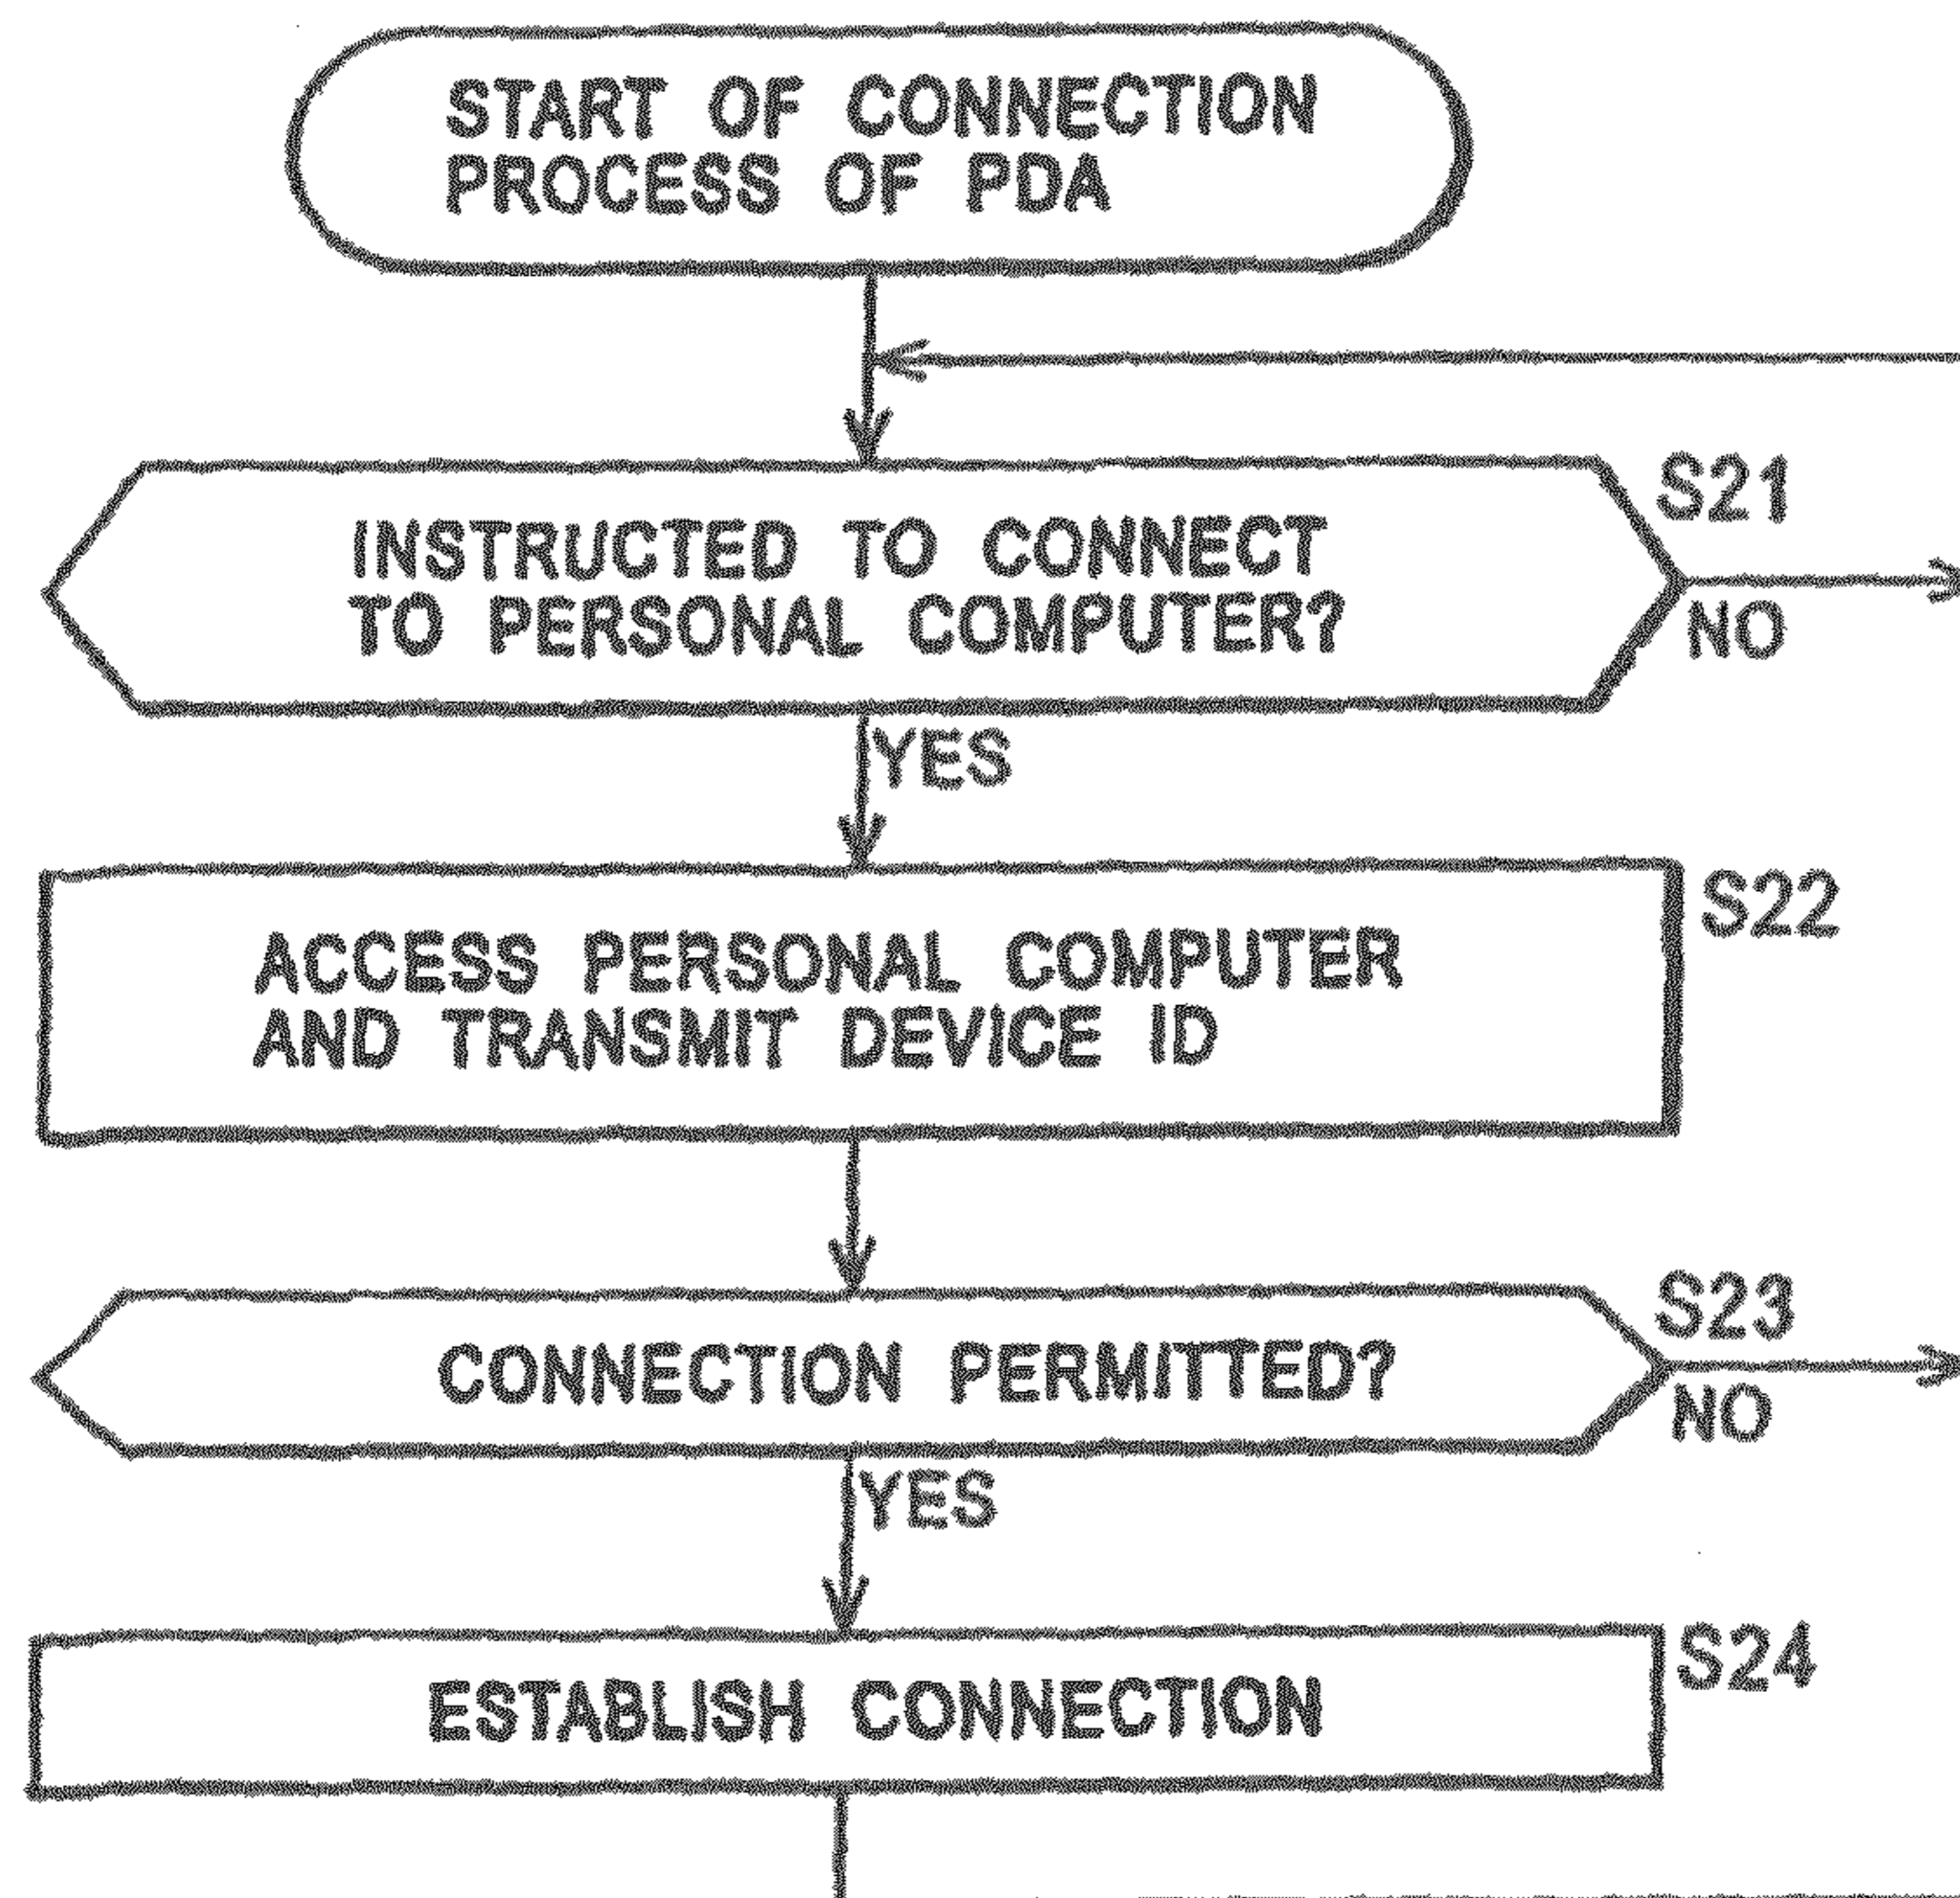 START OF CONNECTION
PROCESS OF PDA
S21
INSTRUCTED TO CONNECT
TO PERSONAL COMPUTER?
NO
YES
S22
ACCESS PERSONAL COMPUTER
AND TRANSMIT DEVICE ID
S23
CONNECTION PERMITTED?
NO
YES
S24
ESTABLISH CONNECTION